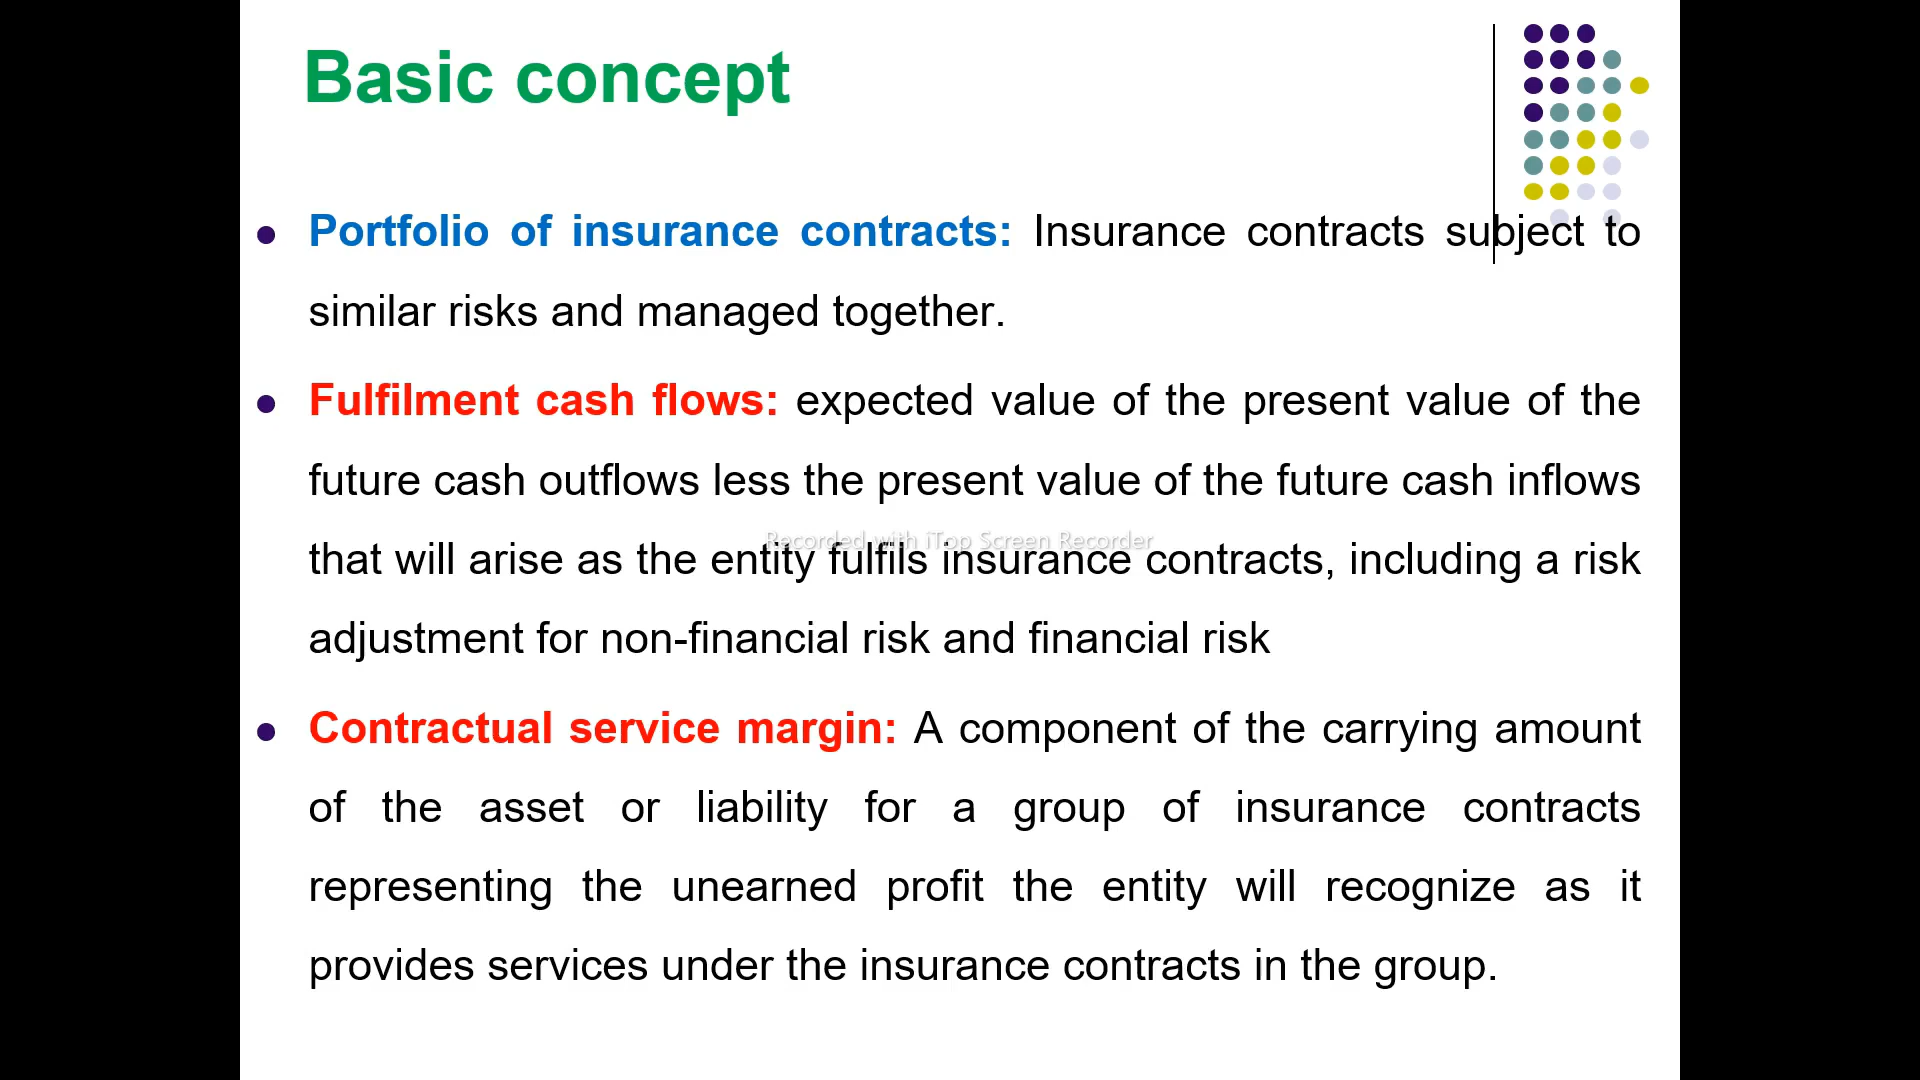 Basic concept
Portfolio of insurance contracts: Insurance contracts subject to
similar risks and managed together.
Fulfilment cash flows: expected value of the present value of the
future cash outflows less the present value of the future cash inflows
Recorded with iTop Screen Recorder
that will arise as the entity fulfils insurance contracts, including a risk
adjustment for non-financial risk and financial risk
Contractual service margin: A component of the carrying amount
of the asset or liability for a group of insurance contracts
representing the unearned profit the entity will recognize as it
provides services under the insurance contracts in the group.